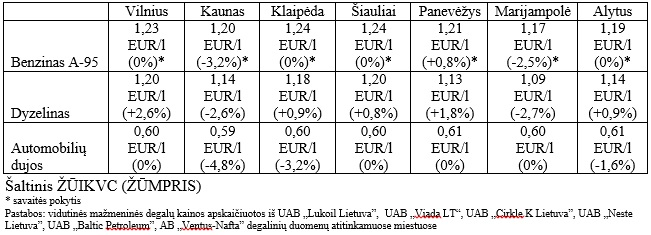 Vilnius Kaunas Klaipėda Šiauliai Panevėžys Marijampolė Alytus
Benzinas A-95 1,23 EUR/l (0%)* 1,20 EUR/l (-3,2%)* 1,24 EUR/l (0%)* 1,24 EUR/l (0%)* 1,21 EUR/l (+0,8%)* 1,17 EUR/l (-2,5%)* 1,19 EUR/l (0%)*
Dyzelinas 1,20 EUR/l (+2,6%) 1,14 EUR/l (-2,6%) 1,18 EUR/l (+0,9%) 1,20 EUR/l (+0,8%) 1,13 EUR/l (+1,8%) 1,09 EUR/l (-2,7%) 1,14 EUR/l (+0,9%)
Automobilių dujos 0,60 EUR/l (0%) 0,59 EUR/l (-4,8%) 0,60 EUR/l (-3,2%) 0,60 EUR/l (0%) 0,61 EUR/l (0%) 0,60 EUR/l (0%) 0,61 EUR/l (-1,6%)
Šaltinis ŽŪIKVC (ŽŪMPRIS)
* savaitės pokytis
Pastabos: vidutinės mažmeninės degalų kainos apskaičiuotos iš UAB „Lukoil Lietuva", UAB „Viada LT“, UAB „Cirkle K Lietuva", UAB „Neste
Lietuva", UAB „Baltic Petroleum", AB „Ventus-Nafta" degalinių duomenų atitinkamuose miestuose